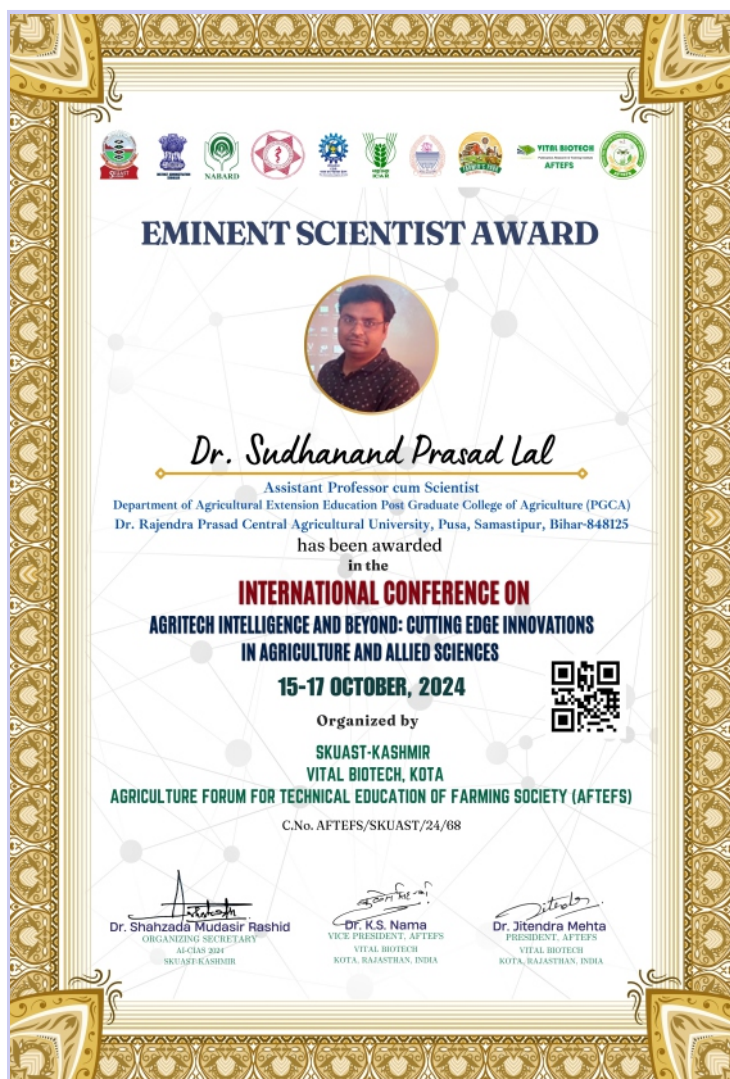 NABARD
ICAR
VITAL BIOTECH
AFTEFS
EMINENT SCIENTIST AWARD
Dr. Sudhanand Prasad Lal
Assistant Professor cum Scientist
Department of Agricultural Extension Education Post Graduate College of Agriculture (PGCA)
Dr. Rajendra Prasad Central Agricultural University, Pusa, Samastipur, Bihar-848125
has been awarded
in the
INTERNATIONAL CONFERENCE ON
AGRITECH INTELLIGENCE AND BEYOND: CUTTING EDGE INNOVATIONS
IN AGRICULTURE AND ALLIED SCIENCES
15-17 OCTOBER, 2024
Organized by
SKUAST-KASHMIR
VITAL BIOTECH, KOTA
AGRICULTURE FORUM FOR TECHNICAL EDUCATION OF FARMING SOCIETY (AFTEFS)
C.No. AFTEFS/SKUAST/24/68
Dr. Shahzada Mudasir Rashid
ORGANIZING SECRETARY
AI-CIAS 2024
SKUAST-KASHMIR
Dr. K.S. Nama
VICE PRESIDENT, AFTEFS
VITAL BIOTECH
KOTA, RAJASTHAN, INDIA
Dr. Jitendra Mehta
PRESIDENT, AFTEFS
VITAL BIOTECH
KOTA, RAJASTHAN, INDIA